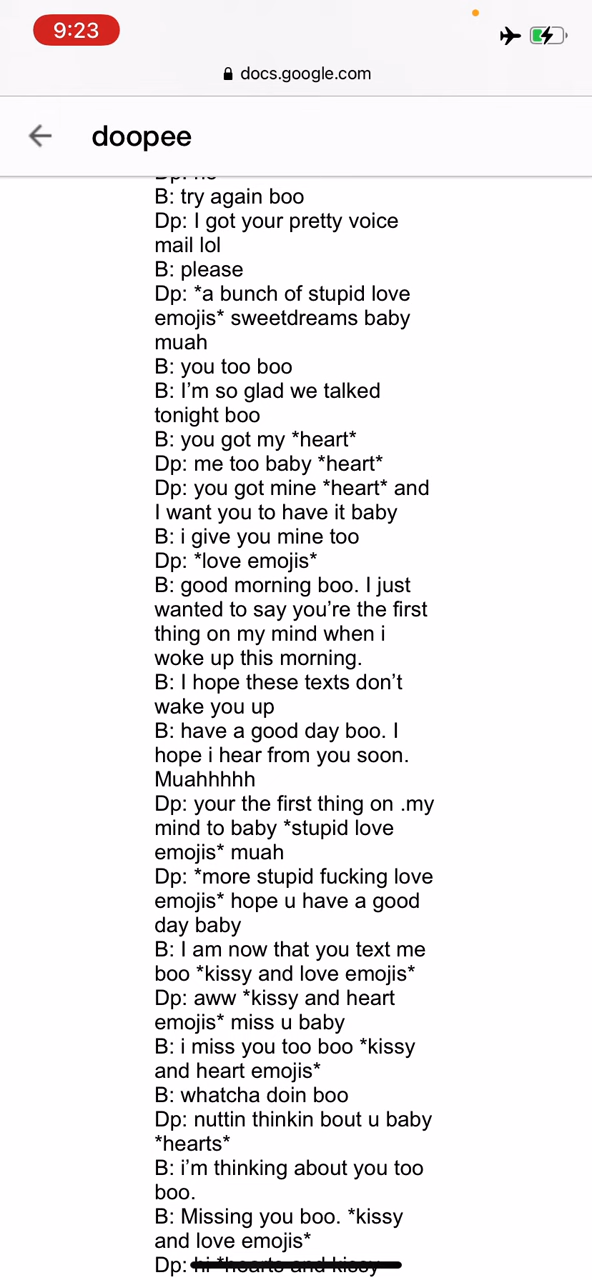 9:23
docs.google.com
doopee
B: try again boo
Dp: I got your pretty voice
mail lol
B: please
Dp: *a bunch of stupid love
emojis* sweetdreams baby
muah
B: you too boo
B: I'm so glad we talked
tonight boo
B: you got my *heart*
Dp: me too baby *heart*
Dp: you got mine *heart* and
I want you to have it baby
B: i give you mine too
Dp: *love emojis*
B: good morning boo. I just
wanted to say you're the first
thing on my mind when i
woke up this morning.
B: I hope these texts don't
wake you up
B: have a good day boo. I
hope i hear from you soon.
Muahhhhh
Dp: your the first thing on .my
mind to baby *stupid love
emojis* muah
Dp: *more stupid fucking love
emojis* hope u have a good
day baby
B: I am now that you text me
boo *kissy and love emojis*
Dp: aww *kissy and heart
emojis* miss u baby
B: i miss you too boo *kissy
and heart emojis*
B: whatcha doin boo
Dp: nuttin thinkin bout u baby
*hearts*
B: i'm thinking about you too
boo.
B: Missing you boo. *kissy
and love emojis*
Dp: hi *hearts and kissy